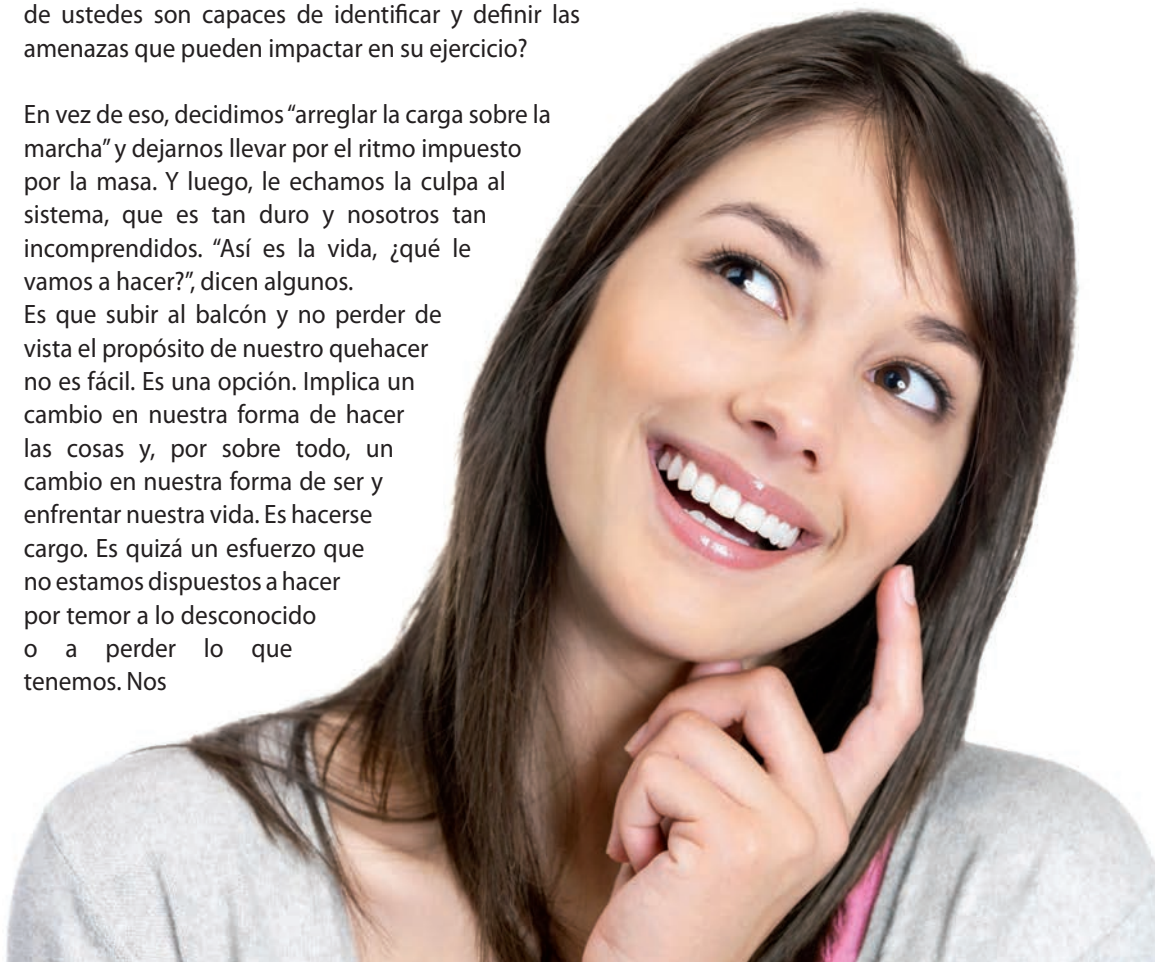 de ustedes son capaces de identificar y definir las
amenazas que pueden impactar en su ejercicio?
En vez de eso, decidimos “arreglar la carga sobre la
marcha” y dejarnos llevar por el ritmo impuesto
por la masa. Y luego, le echamos la culpa al
sistema, que es tan duro y nosotros tan
incomprendidos. “Así es la vida, ¿qué le
vamos a hacer?”, dicen algunos.
Es que subir al balcón y no perder de
vista el propósito de nuestro quehacer
no es fácil. Es una opción. Implica un
cambio en nuestra forma de hacer
las cosas y, por sobre todo, un
cambio en nuestra forma de ser y
enfrentar nuestra vida. Es hacerse
cargo. Es quizá un esfuerzo que
no estamos dispuestos a hacer
por temor a lo desconocido
o a perder lo que
tenemos. Nos